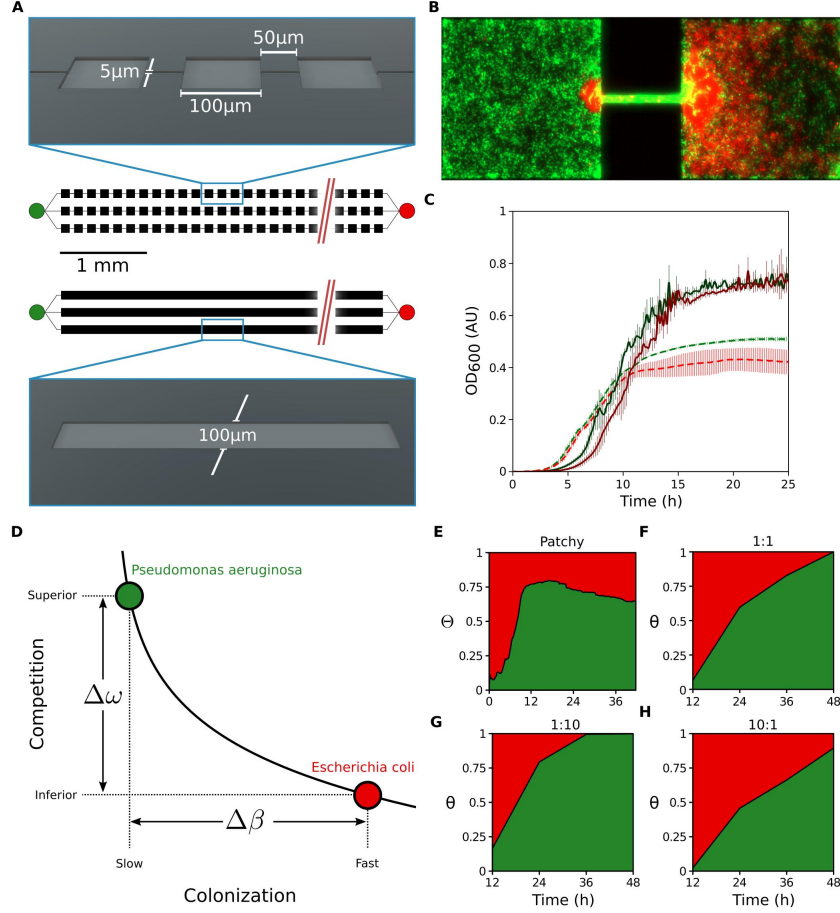 A
50μm
5μm
100μm
1 mm
100μm
B
C
OD600 (AU)
1
0.8
0.6
0.4
0.2
0
0
5
10
15
20
25
Time (h)
D
Pseudomonas aeruginosa
Superior
Competition
Δω
Escherichia coli
Inferior
Δβ
Slow
Fast
Colonization
E
Patchy
Θ
1
0.75
0.5
0.25
0
0
12
24
36
F
1:1
θ
1
0.75
0.5
0.25
0
12
24
36
48
G
1:10
θ
1
0.75
0.5
0.25
0
12
24
36
48
Time (h)
H
10:1
θ
1
0.75
0.5
0.25
0
12
24
36
48
Time (h)